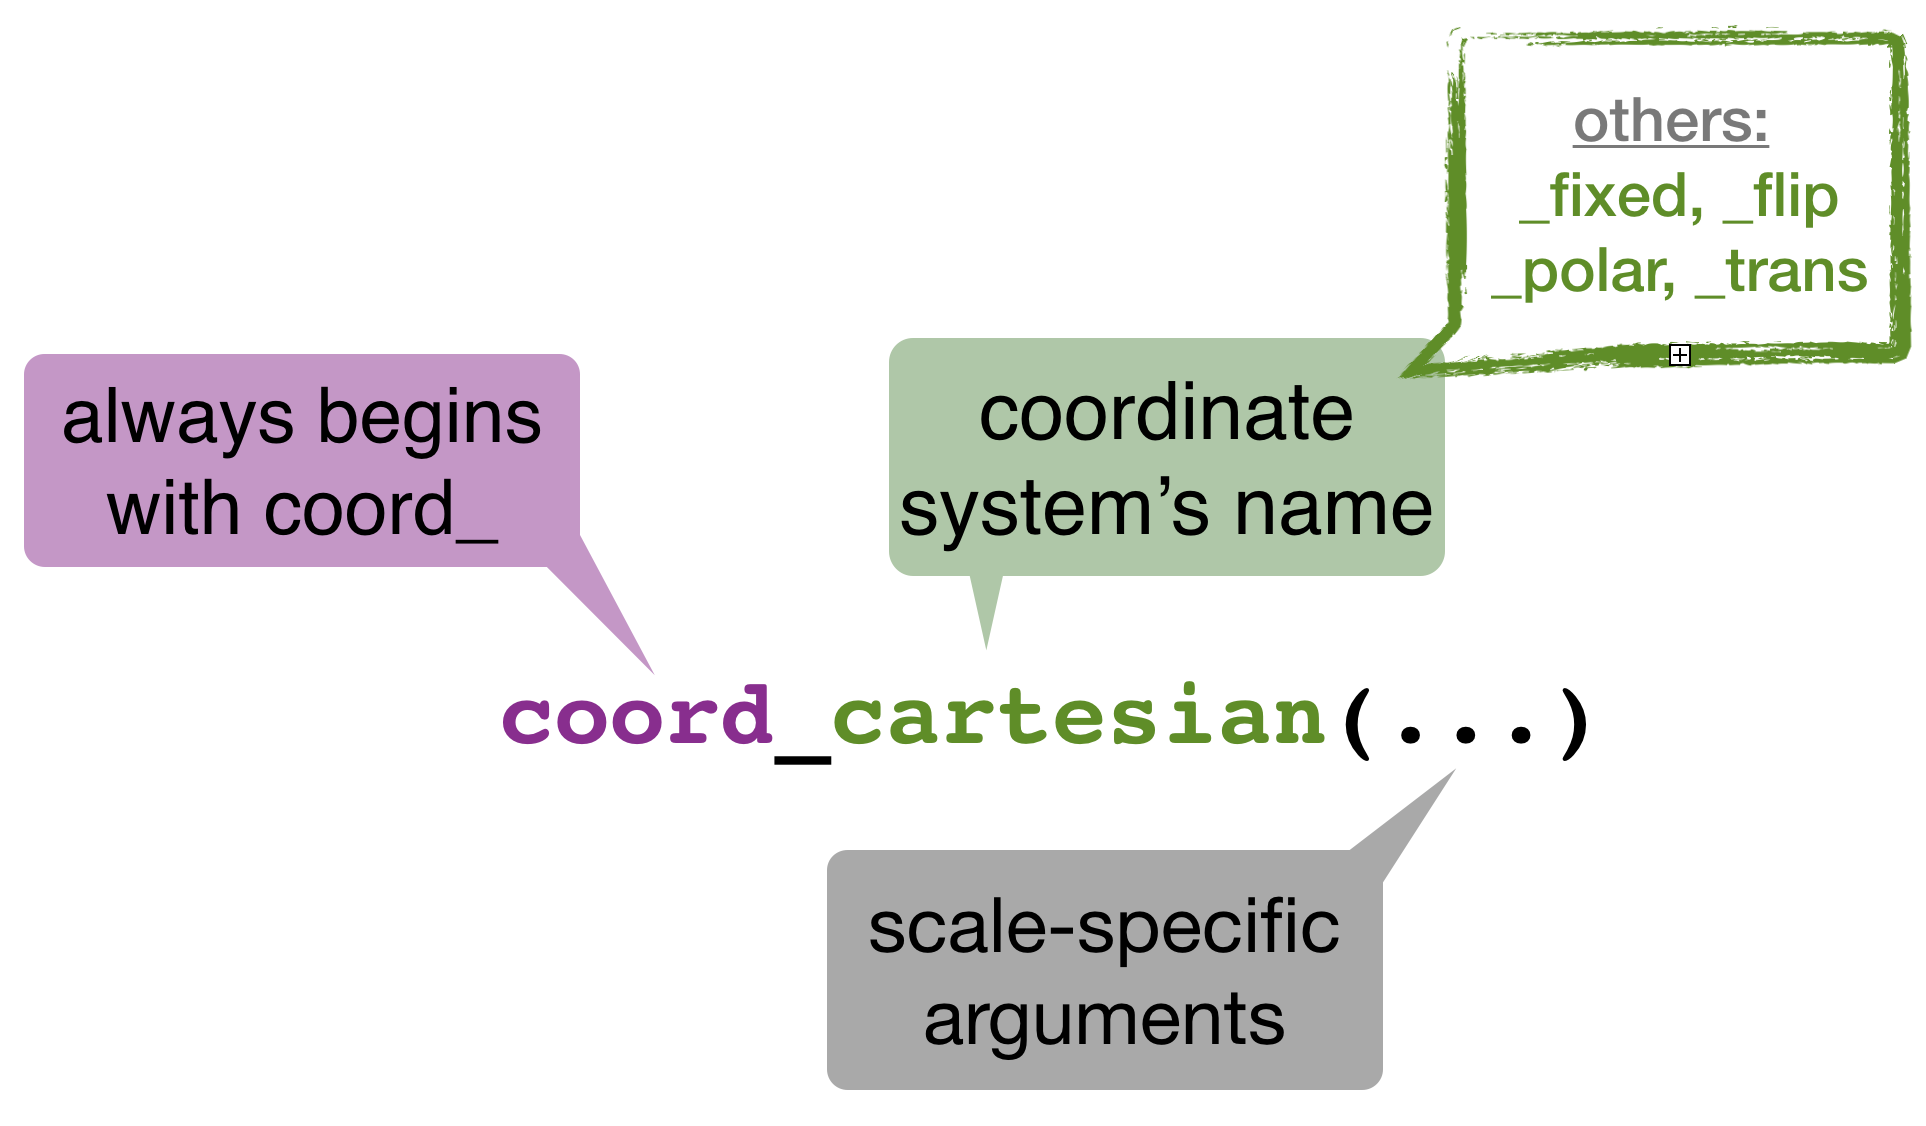 others:
_fixed, _flip
_polar, _trans
always begins
with coord_
coordinate
system’s name
coord_cartesian(...)
scale-specific
arguments